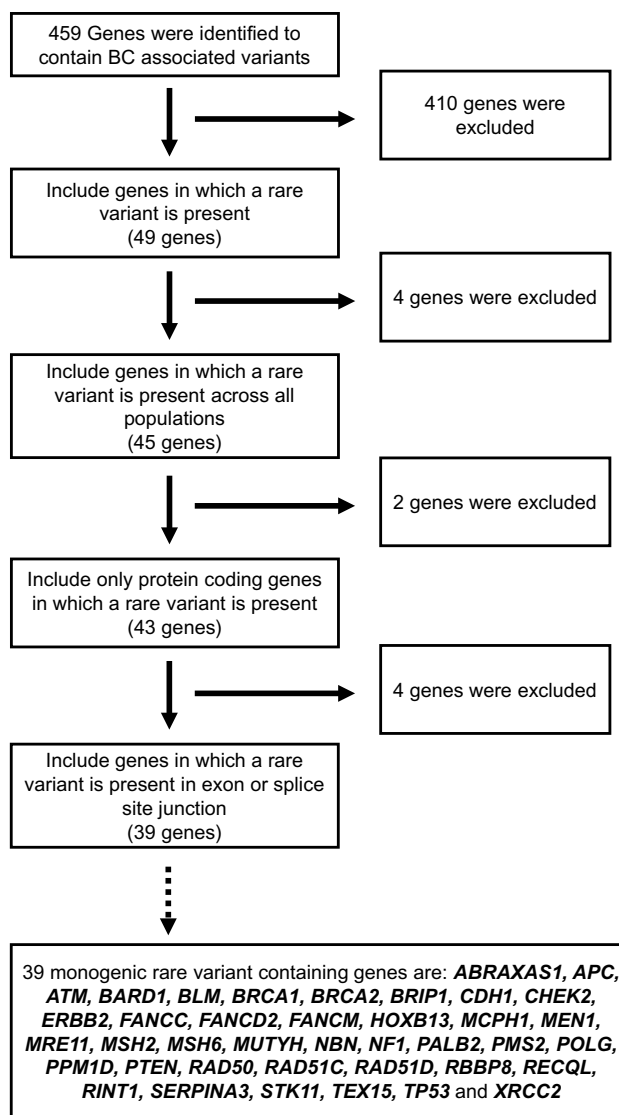 459 Genes were identified to
contain BC associated variants
410 genes were
excluded
Include genes in which a rare
variant is present
(49 genes)
4 genes were excluded
Include genes in which a rare
variant is present across all
populations
(45 genes)
2 genes were excluded
Include only protein coding genes
in which a rare variant is present
(43 genes)
4 genes were excluded
Include genes in which a rare
variant is present in exon or splice
site junction
(39 genes)
39 monogenic rare variant containing genes are: ABRAXAS1, APC,
ATM, BARD1, BLM, BRCA1, BRCA2, BRIP1, CDH1, CHEK2,
ERBB2, FANCC, FANCD2, FANCM, HOXB13, MCPH1, MEN1,
MRE11, MSH2, MSH6, MUTYH, NBN, NF1, PALB2, PMS2, POLG,
PPM1D, PTEN, RAD50, RAD51C, RAD51D, RBBP8, RECQL,
RINT1, SERPINA3, STK11, TEX15, TP53 and XRCC2